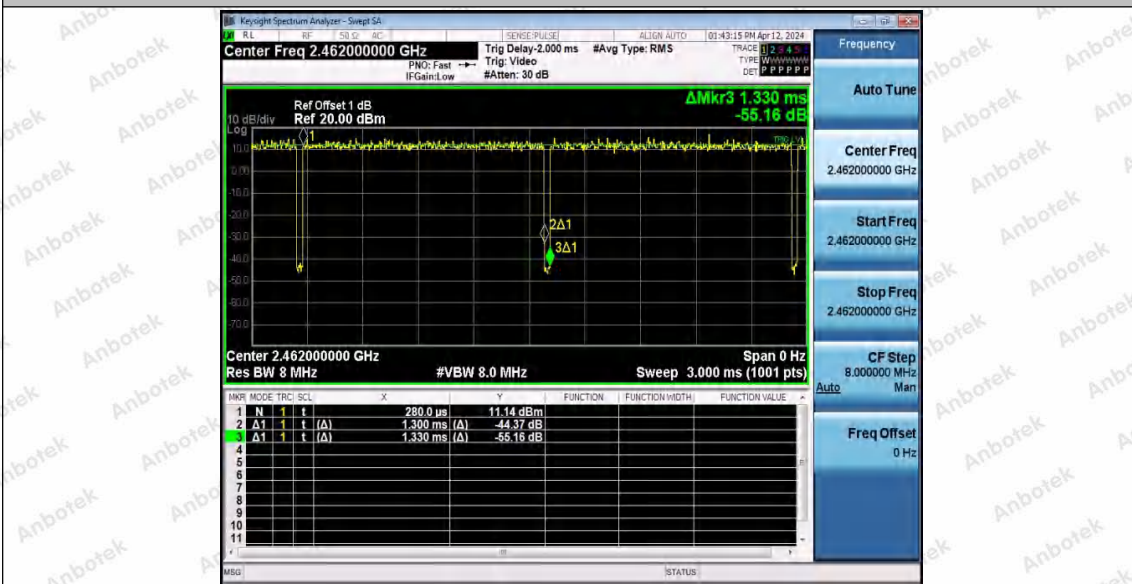 Keysight Spectrum Analyzer - Swept SA
RL RF 50 Ω AC SENSE:PULSE ALIGN AUTO 01:43:15 PM Apr 12, 2024
Center Freq 2.462000000 GHz
PNO: Fast
IFGain:Low
Trig Delay-2.000 ms
Trig: Video
#Atten: 30 dB
#Avg Type: RMS
TRACE 1 2 3 4 5 6
TYPE WWWWWW
DET P P P P P P
ΔMkr3 1.330 ms
-55.16 dB
Ref Offset 1 dB
10 dB/div Ref 20.00 dBm
Log
10.0
0.00
-10.0
-20.0
-30.0
-40.0
-50.0
-60.0
-70.0
1
2Δ1
3Δ1
Center 2.462000000 GHz Span 0 Hz
Res BW 8 MHz #VBW 8.0 MHz Sweep 3.000 ms (1001 pts)
MKR MODE TRC SCL X Y FUNCTION FUNCTION WIDTH FUNCTION VALUE
1 N 1 t 280.0 µs 11.14 dBm
2 Δ1 1 t (Δ) 1.300 ms (Δ) -44.37 dB
3 Δ1 1 t (Δ) 1.330 ms (Δ) -55.16 dB
4
5
6
7
8
9
10
11
MSG STATUS
Frequency
Auto Tune
Center Freq
2.462000000 GHz
Start Freq
2.462000000 GHz
Stop Freq
2.462000000 GHz
CF Step
8.000000 MHz
Auto Man
Freq Offset
0 Hz
Anbotek